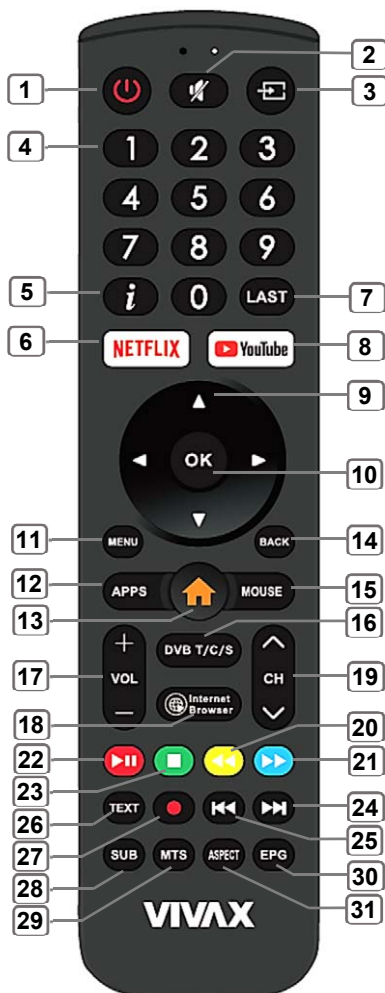 2
1
3
4
1 2 3
4 5 6
7 8 9
5
i 0 LAST
7
6
NETFLIX YouTube
8
9
OK
10
11
MENU BACK
14
12
APPS MOUSE
15
13
16
DVB T/C/S
17
+
VOL
−
CH
19
18
Internet
Browser
20
22
21
23
24
26
TEXT
25
27
28
SUB MTS ASPECT EPG
30
29
31
VIVAX